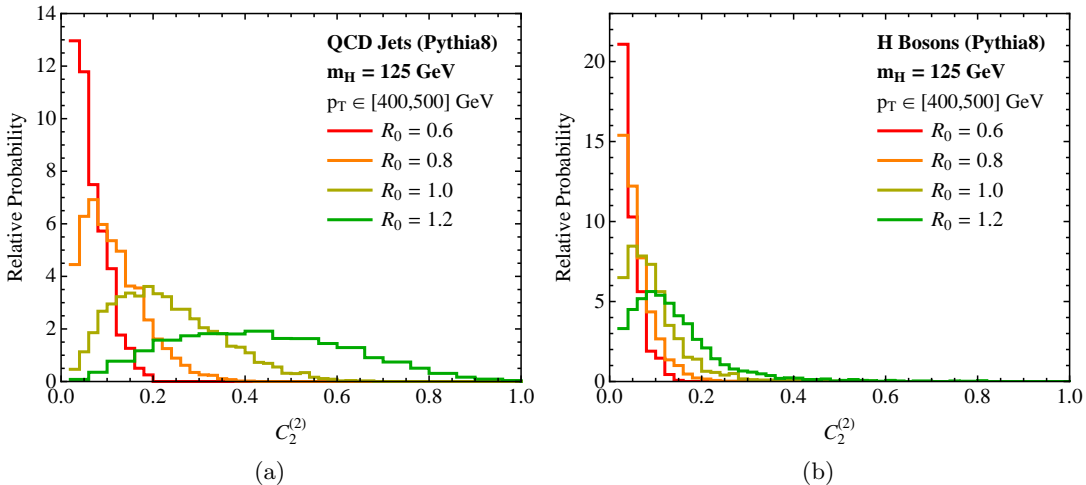 QCD Jets (Pythia8)
m_H = 125 GeV
p_T ∈ [400,500] GeV
R_0 = 0.6
R_0 = 0.8
R_0 = 1.0
R_0 = 1.2
Relative Probability
14
12
10
8
6
4
2
0
0.0 0.2 0.4 0.6 0.8 1.0
C_2^{(2)}
(a)
H Bosons (Pythia8)
m_H = 125 GeV
p_T ∈ [400,500] GeV
R_0 = 0.6
R_0 = 0.8
R_0 = 1.0
R_0 = 1.2
Relative Probability
20
15
10
5
0
0.0 0.2 0.4 0.6 0.8 1.0
C_2^{(2)}
(b)